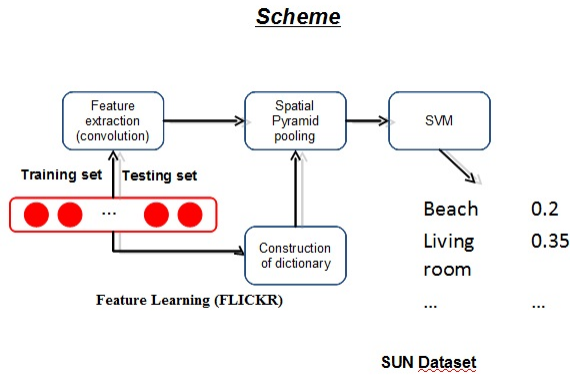 Scheme
Feature
extraction
(convolution)
Spatial
Pyramid
pooling
SVM
Training set
Testing set
...
Construction
of dictionary
Feature Learning (FLICKR)
Beach 0.2
Living 0.35
room
... ...
SUN Dataset